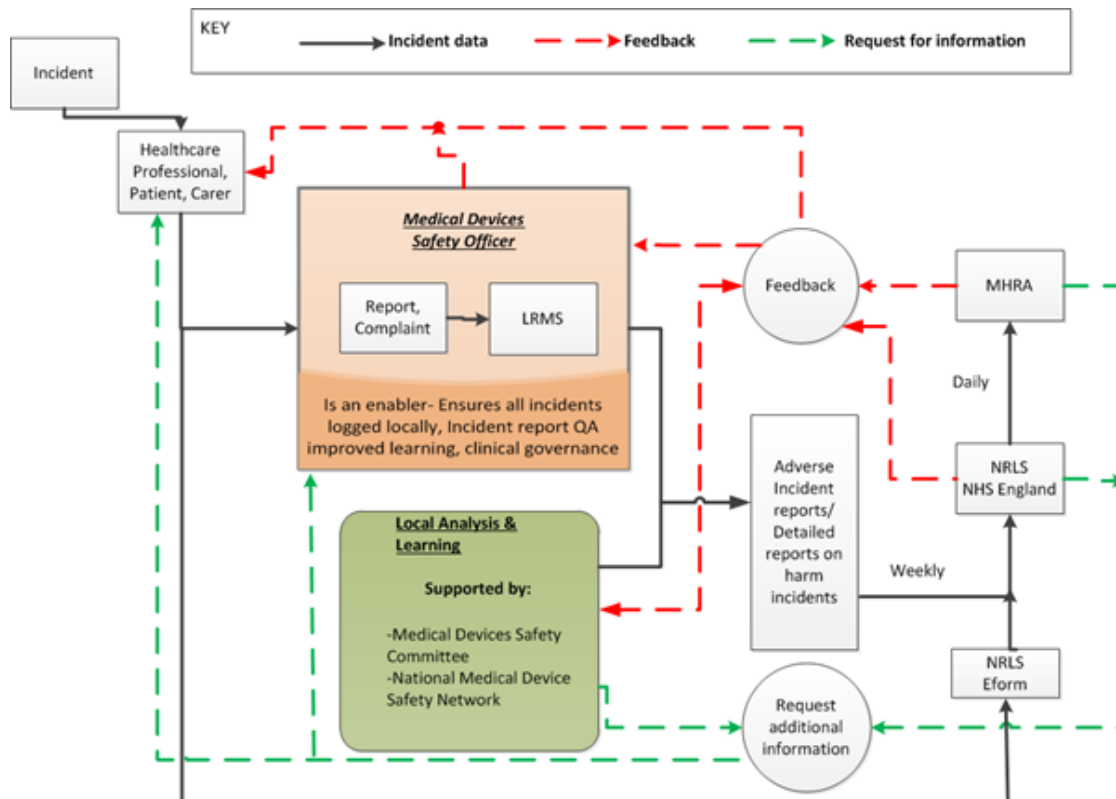 KEY
Incident data
Feedback
Request for information
Incident
Healthcare
Professional,
Patient, Carer
Medical Devices
Safety Officer
Report,
Complaint
LRMS
Is an enabler- Ensures all incidents
logged locally, Incident report QA
improved learning, clinical governance
Feedback
MHRA
Daily
NRLS
NHS England
Adverse
Incident
reports/
Detailed
reports on
harm
incidents
Weekly
Local Analysis &
Learning
Supported by:
-Medical Devices Safety
Committee
-National Medical Device
Safety Network
NRLS
Eform
Request
additional
information